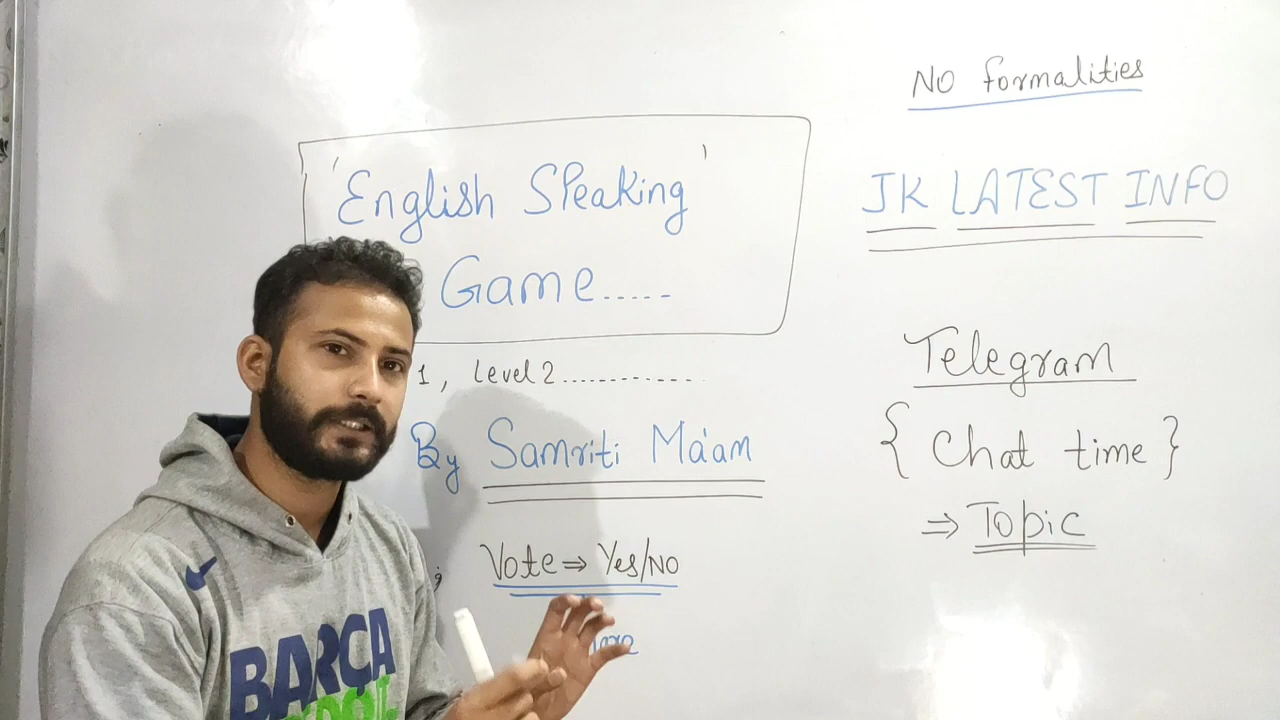 No formalities
'English Speaking'
Game.....
JK LATEST INFO
1, Level 2...............
By Samriti Ma'am
Vote ⇒ Yes/No
Telegram
{ Chat time }
⇒ Topic
BARÇA